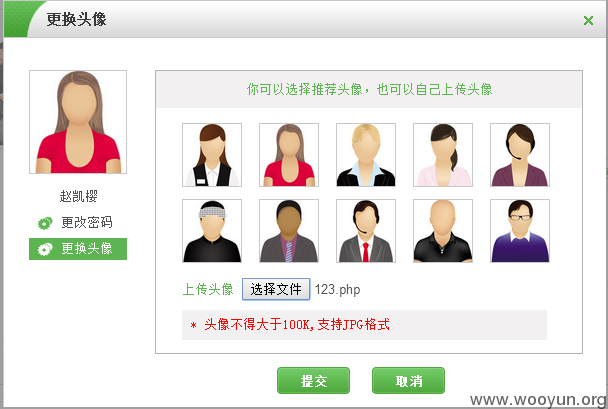 更换头像
你可以选择推荐头像，也可以自己上传头像
赵凯樱
更改密码
更换头像
上传头像 选择文件 123.php
* 头像不得大于100K,支持JPG格式
提交 取消
www.wooyun.org